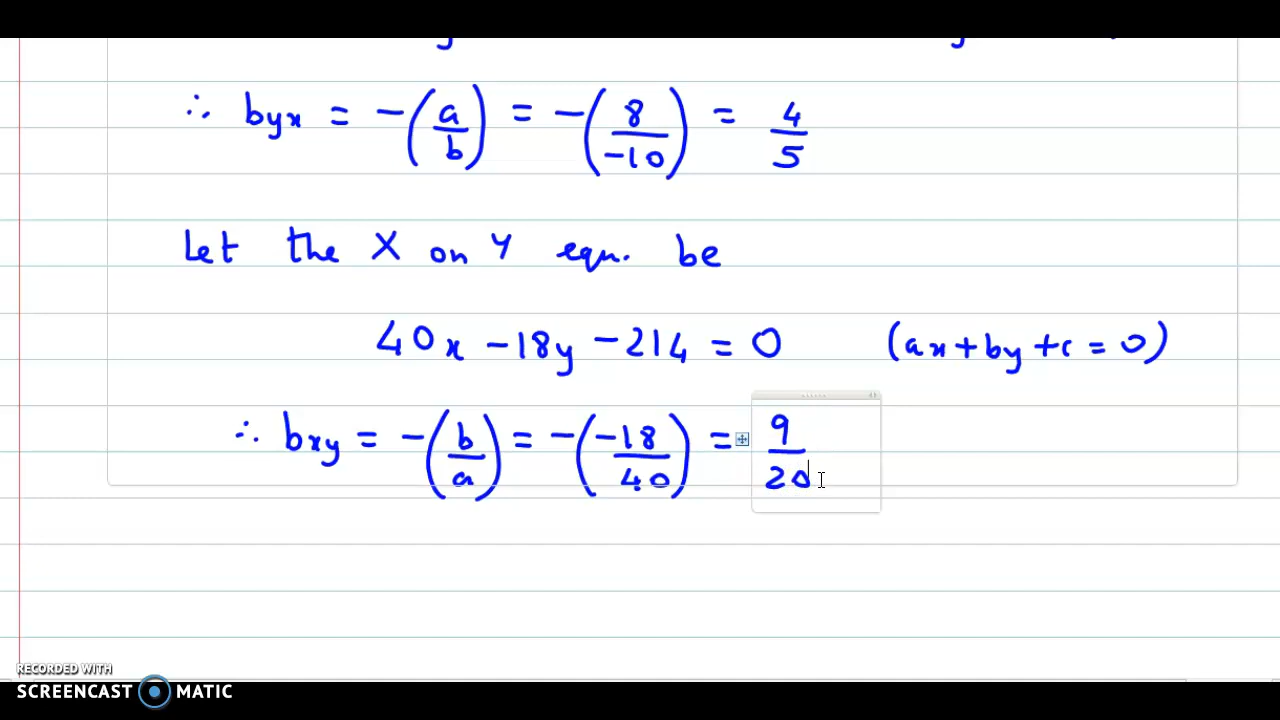 ∴ byx = -(a/b) = -(8/-10) = 4/5
Let the X on Y equn. be
40x - 18y - 214 = 0 (ax + by + c = 0)
∴ bxy = -(b/a) = -(-18/40) = 9/20
RECORDED WITH
SCREENCAST MATIC